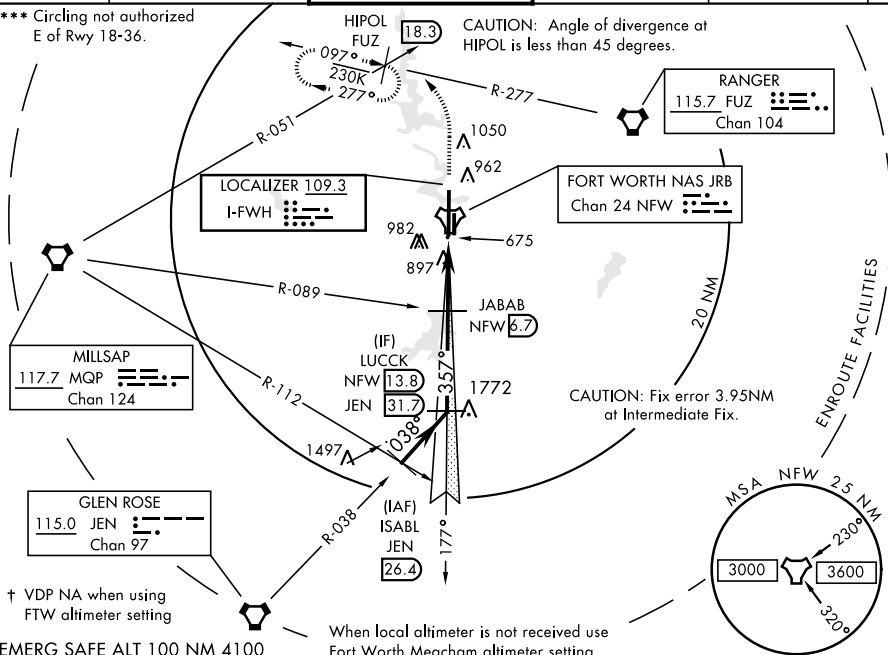 *** Circling not authorized
E of Rwy 18-36.
HIPOL
FUZ
18.3
CAUTION: Angle of divergence at
HIPOL is less than 45 degrees.
097°
230K
277°
R-277
RANGER
115.7 FUZ
Chan 104
R-051
1050
962
LOCALIZER 109.3
I-FWH
FORT WORTH NAS JRB
Chan 24 NFW
982
675
897
R-089
JABAB
NFW 6.7
20 NM
ENROUTE FACILITIES
(IF)
LUCCK
NFW 13.8
JEN 31.7
357°
1772
MILLSAP
117.7 MQP
Chan 124
R-112
CAUTION: Fix error 3.95NM
at Intermediate Fix.
038°
1497
GLEN ROSE
115.0 JEN
Chan 97
R-038
(IAF)
ISABL
JEN
26.4
177°
MSA NFW 25 NM
230°
3000
3600
320°
† VDP NA when using
FTW altimeter setting
EMERG SAFE ALT 100 NM 4100
When local altimeter is not received use
Fort Worth Meacham altimeter setting